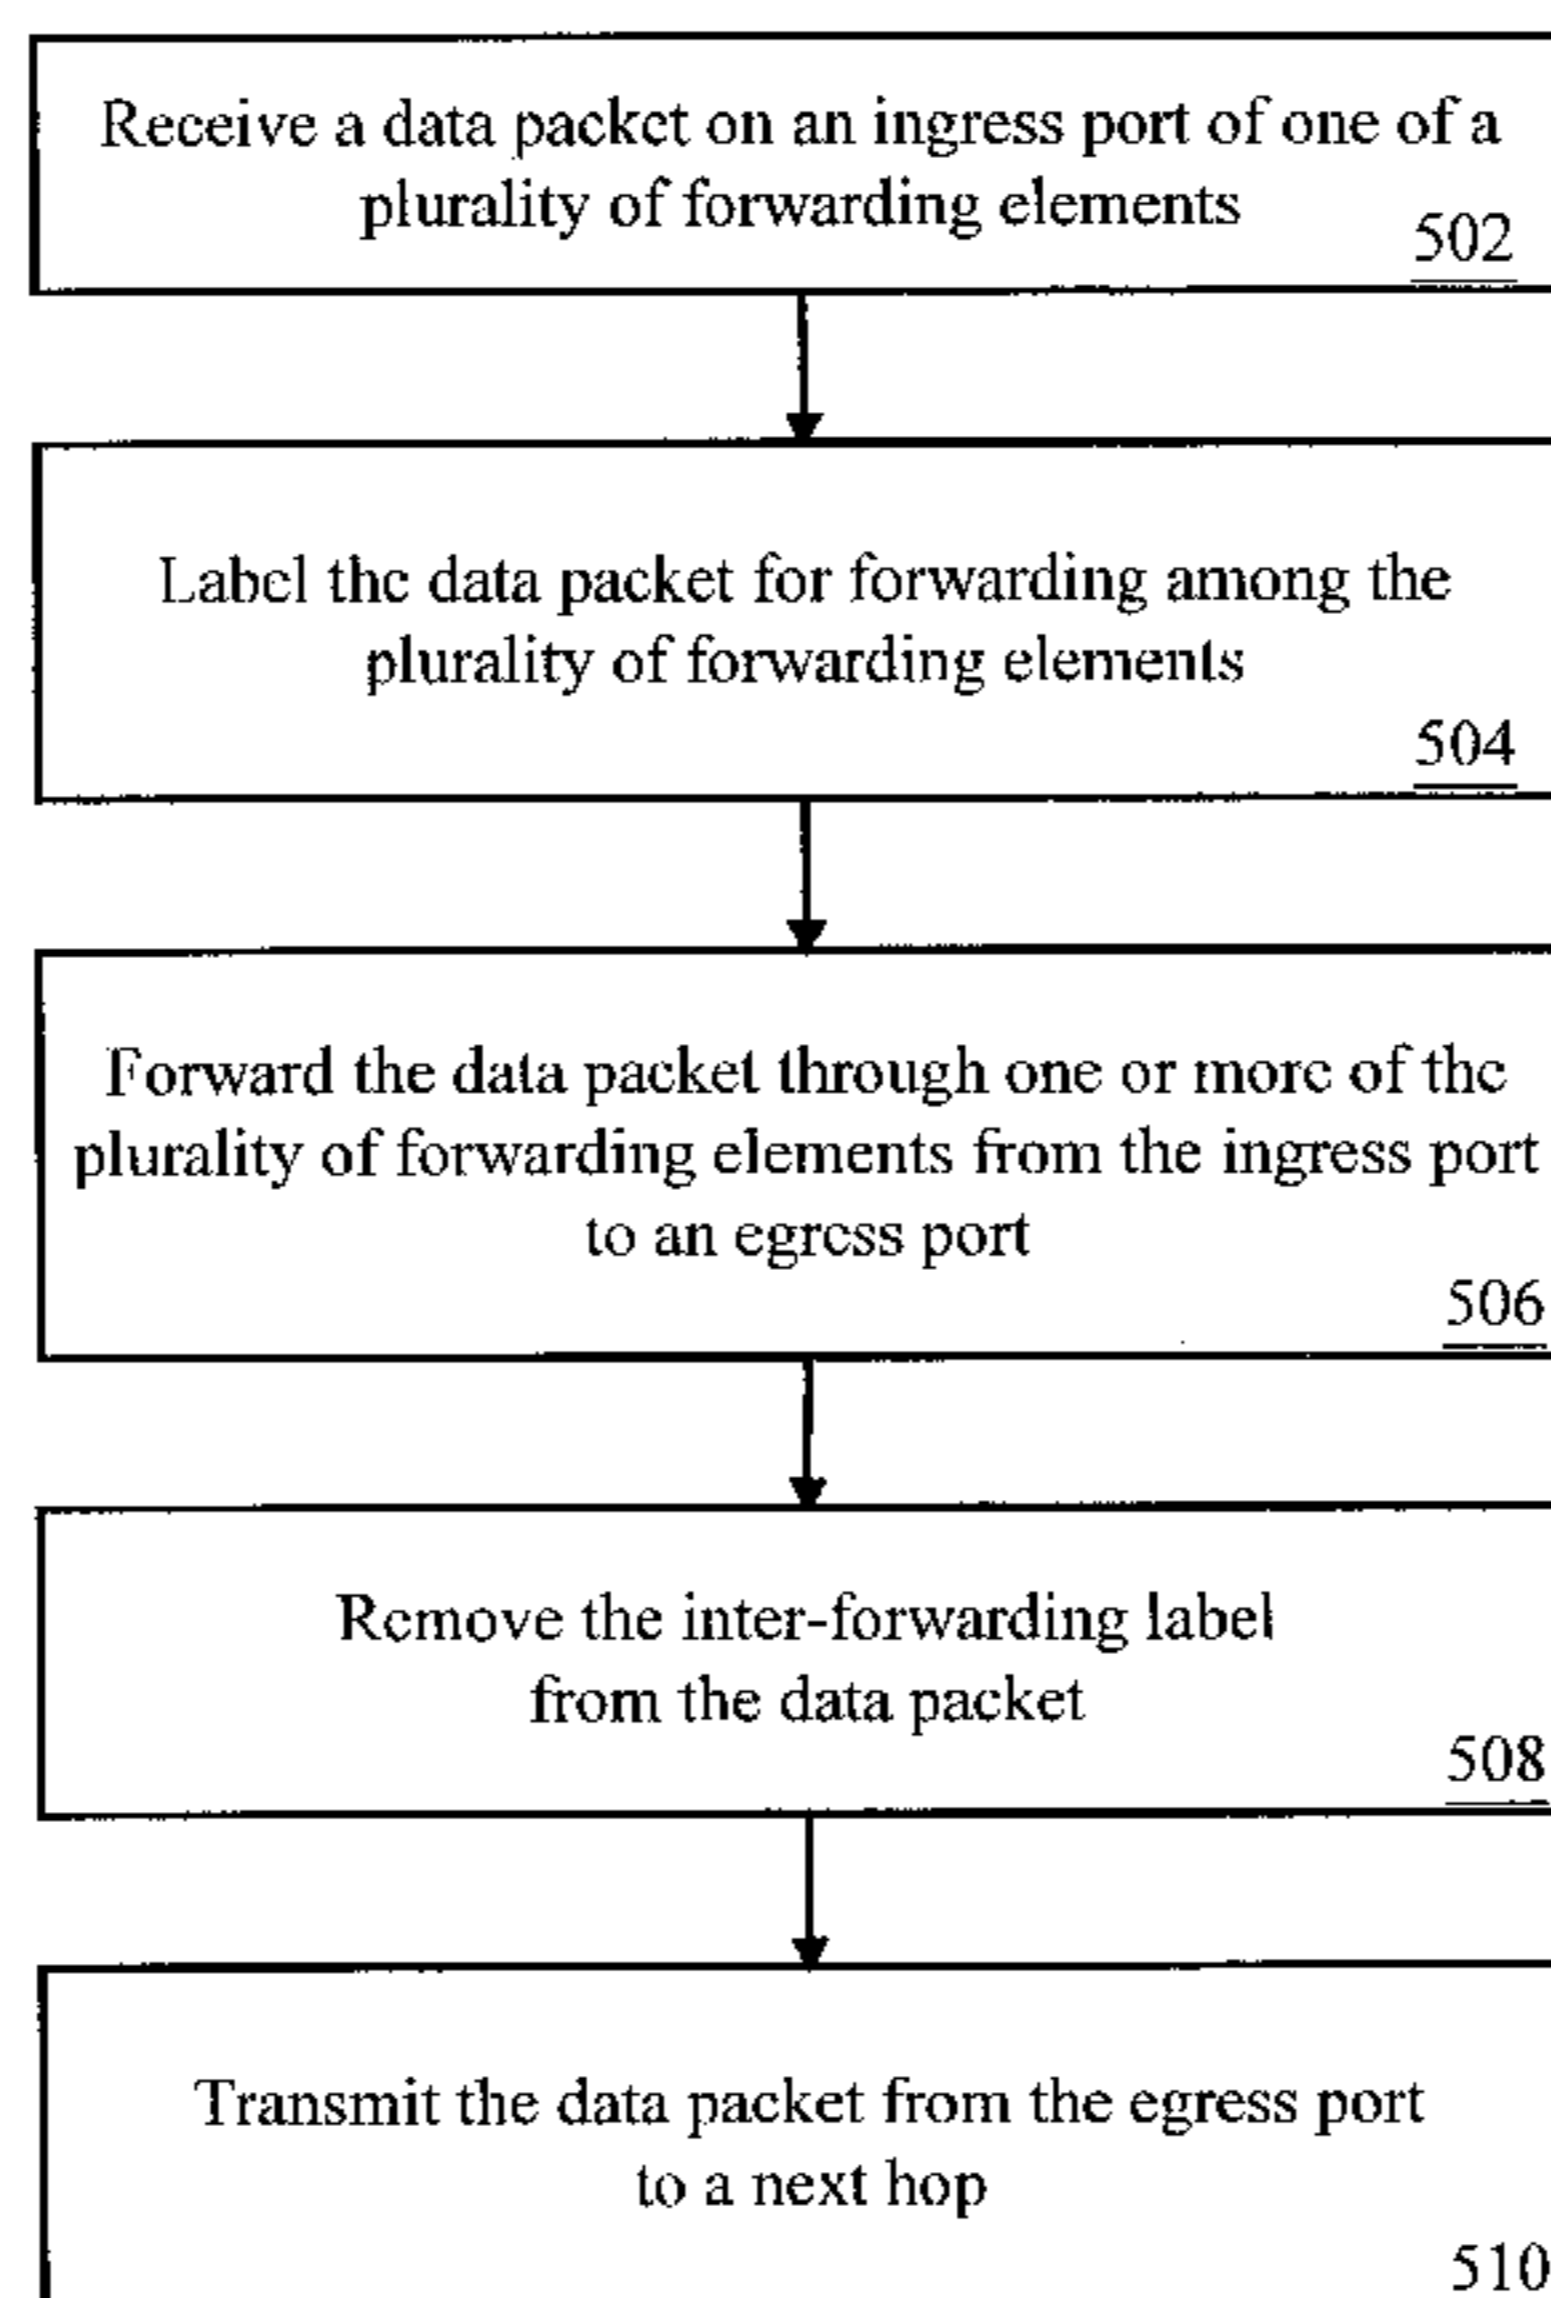 Receive a data packet on an ingress port of one of a
plurality of forwarding elements
502
Label the data packet for forwarding among the
plurality of forwarding elements
504
Forward the data packet through one or more of the
plurality of forwarding elements from the ingress port
to an egress port
506
Remove the inter-forwarding label
from the data packet
508
Transmit the data packet from the egress port
to a next hop
510